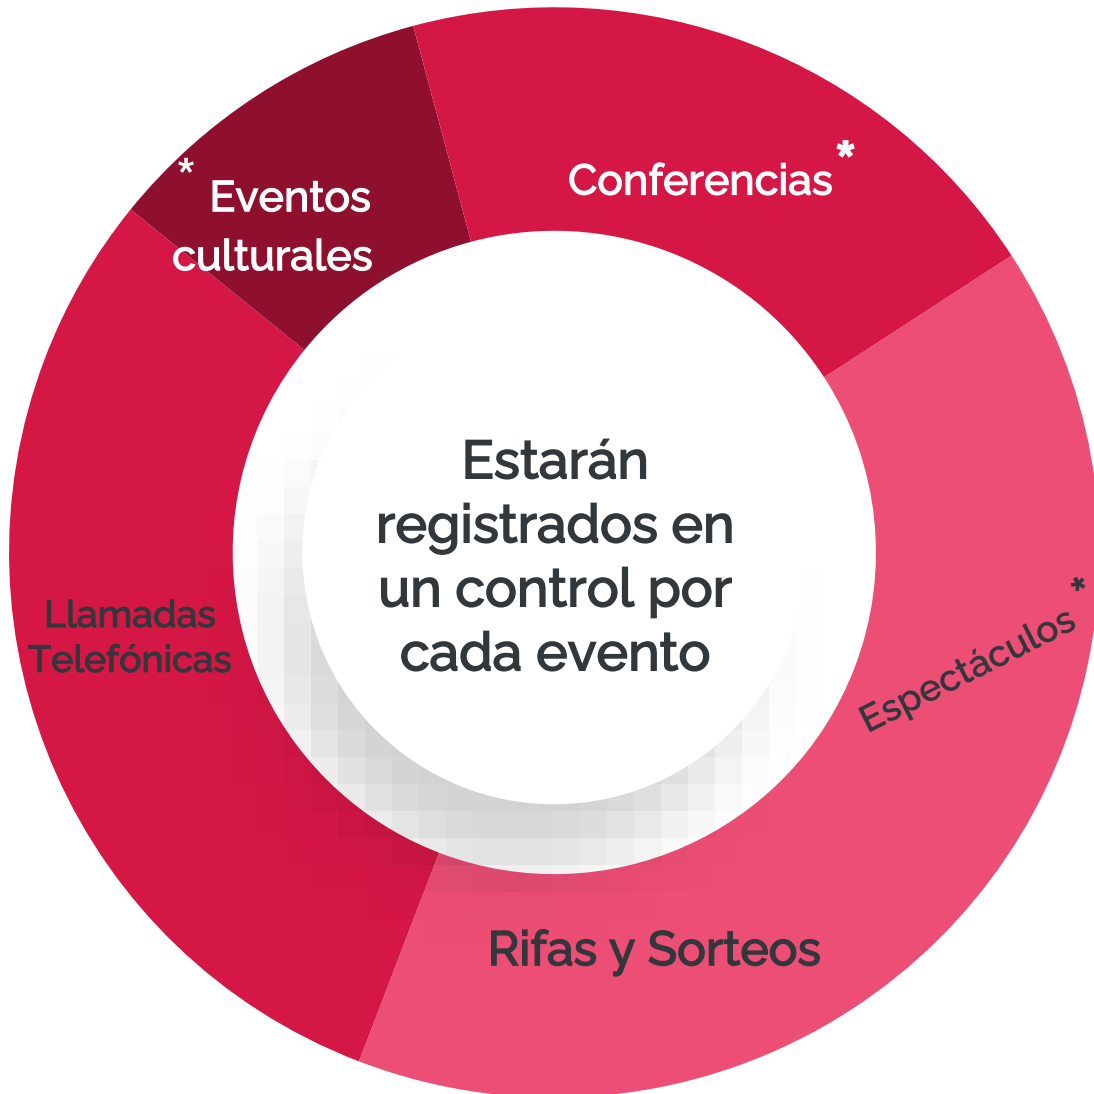 *
Eventos
culturales
Conferencias*
Estarán
registrados en
un control por
cada evento
Espectáculos*
Llamadas
Telefónicas
Rifas y Sorteos